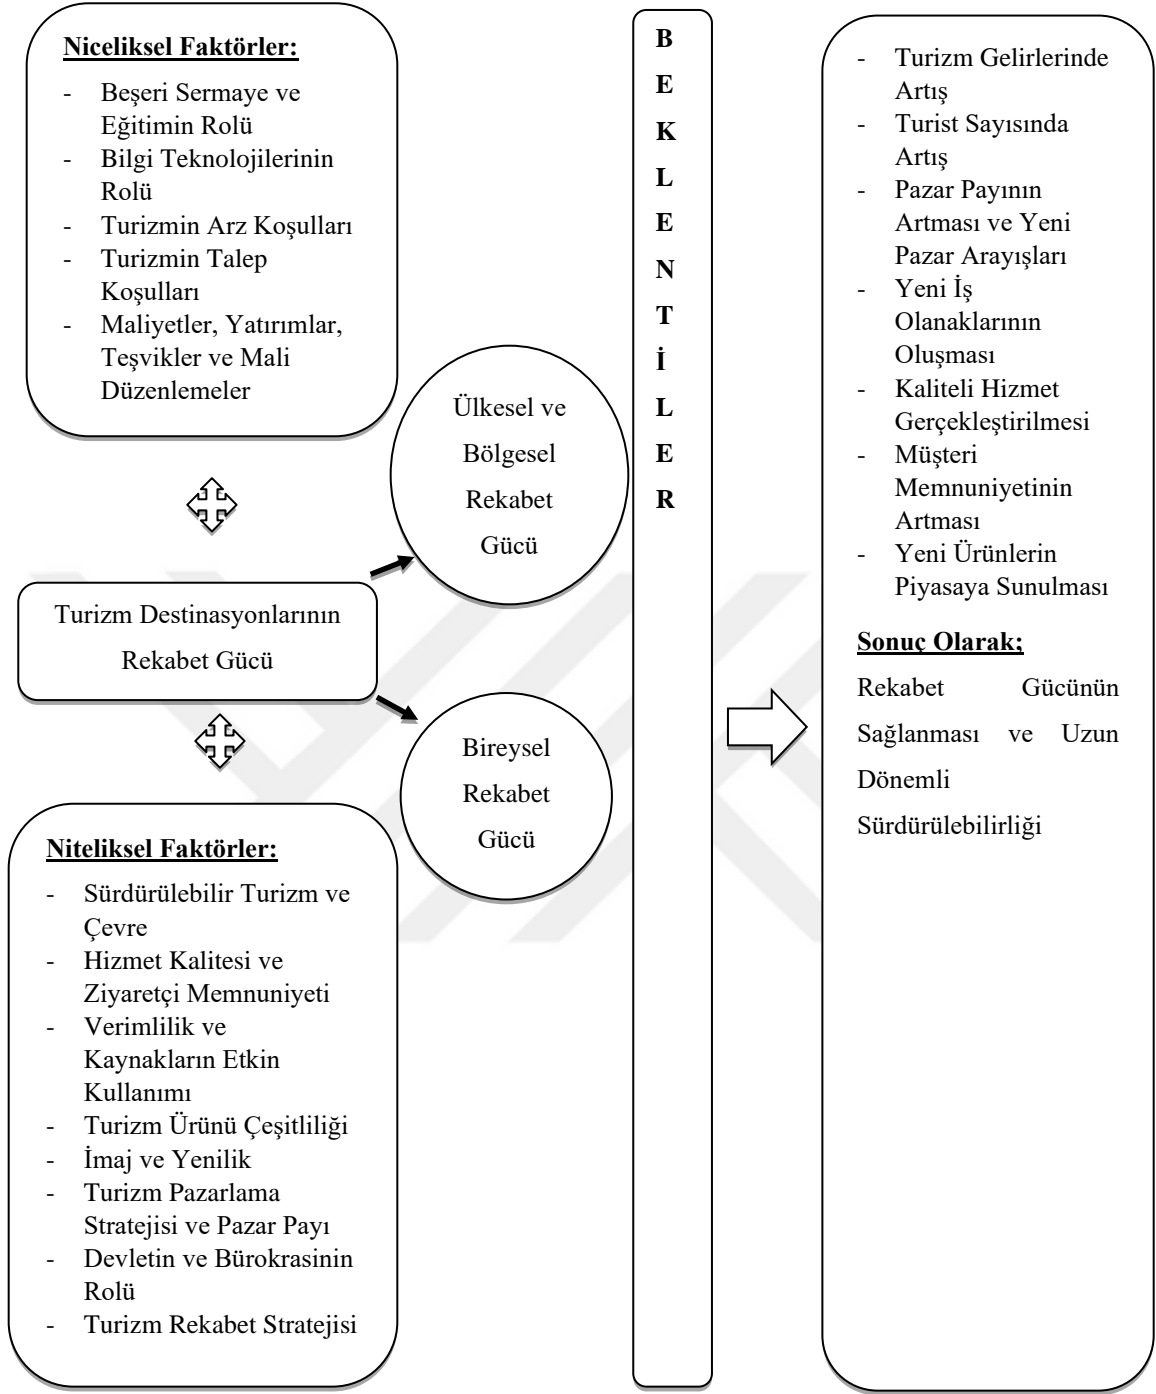 Niceliksel Faktörler:
- Beşeri Sermaye ve
Eğitimin Rolü
- Bilgi Teknolojilerinin
Rolü
- Turizmin Arz Koşulları
- Turizmin Talep
Koşulları
- Maliyetler, Yatırımlar,
Teşvikler ve Mali
Düzenlemeler
Turizm Destinasyonlarının
Rekabet Gücü
Niteliksel Faktörler:
- Sürdürülebilir Turizm ve
Çevre
- Hizmet Kalitesi ve
Ziyaretçi Memnuniyeti
- Verimlilik ve
Kaynakların Etkin
Kullanımı
- Turizm Ürünü Çeşitliliği
- İmaj ve Yenilik
- Turizm Pazarlama
Stratejisi ve Pazar Payı
- Devletin ve Bürokrasinin
Rolü
- Turizm Rekabet Stratejisi
Ülkesel ve
Bölgesel
Rekabet
Gücü
Bireysel
Rekabet
Gücü
B
E
K
L
E
N
T
İ
L
E
R
- Turizm Gelirlerinde
Artış
- Turist Sayısında
Artış
- Pazar Payının
Artması ve Yeni
Pazar Arayışları
- Yeni İş
Olanaklarının
Oluşması
- Kaliteli Hizmet
Gerçekleştirilmesi
- Müşteri
Memnuniyetinin
Artması
- Yeni Ürünlerin
Piyasaya Sunulması
Sonuç Olarak;
Rekabet Gücünün
Sağlanması ve Uzun
Dönemli
Sürdürülebilirliği